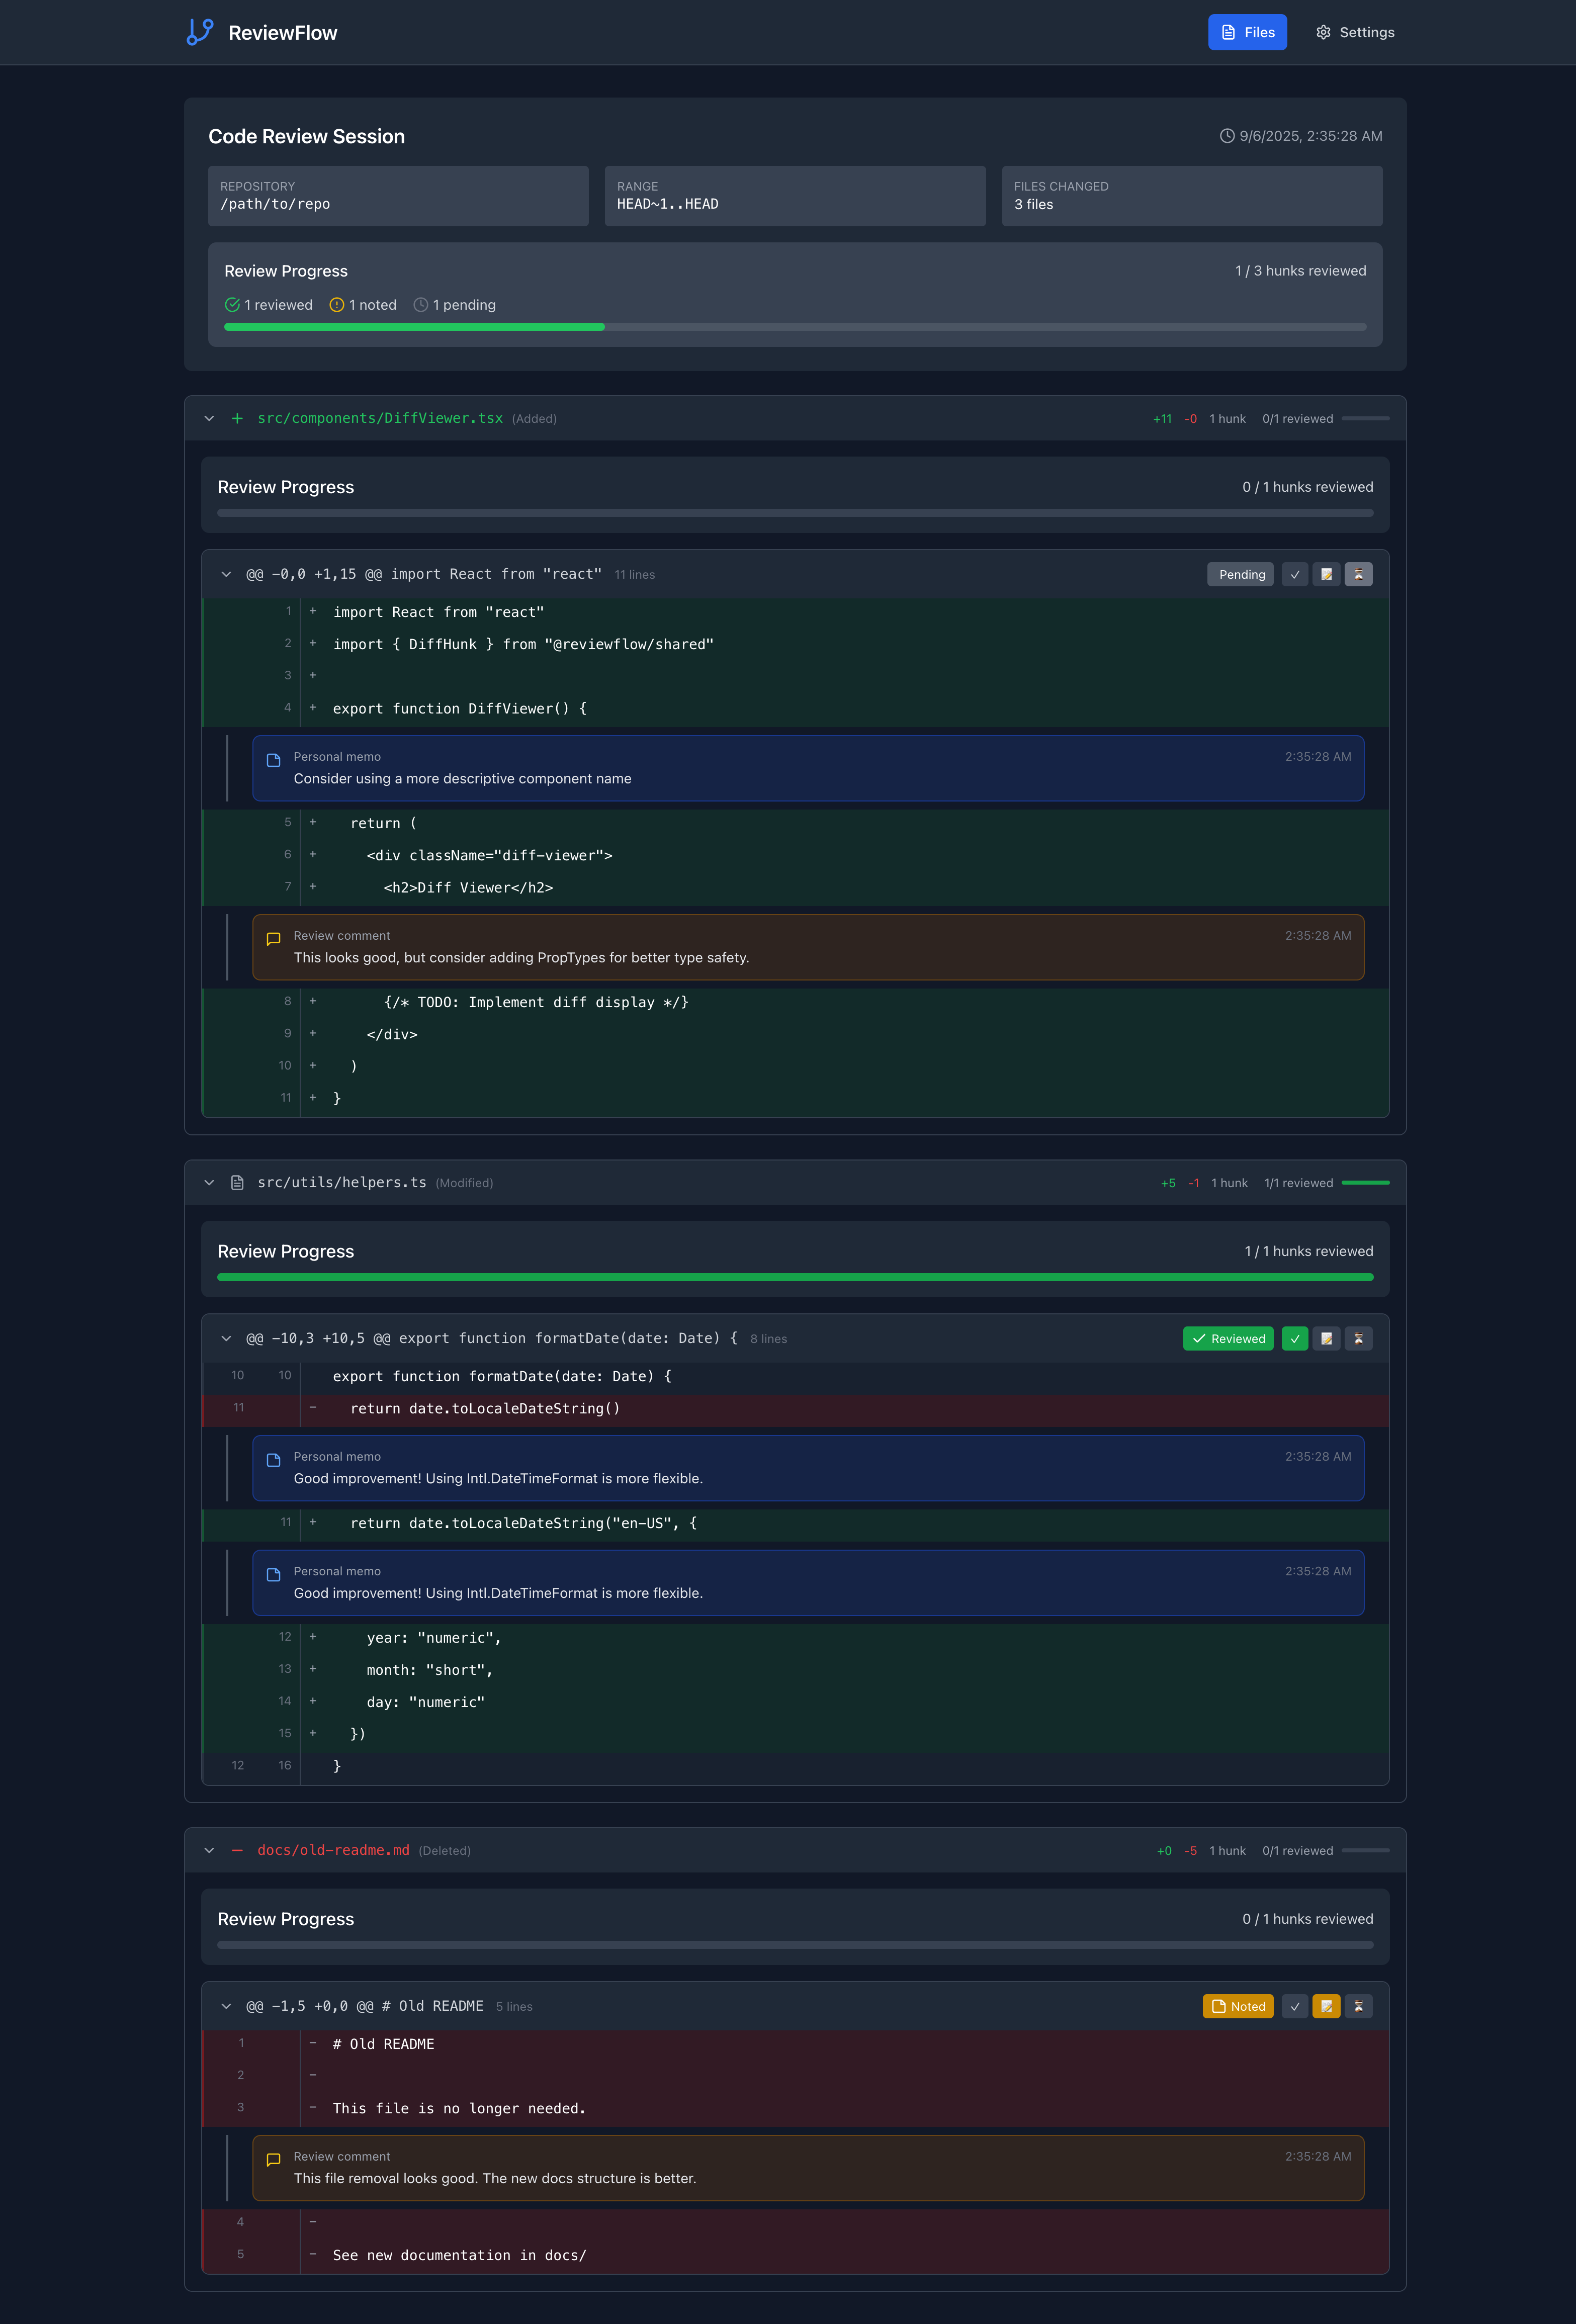 ReviewFlow
Files
Settings
Code Review Session
9/6/2025, 2:35:28 AM
REPOSITORY
/path/to/repo
RANGE
HEAD~1..HEAD
FILES CHANGED
3 files
Review Progress
1 / 3 hunks reviewed
1 reviewed 1 noted 1 pending
src/components/DiffViewer.tsx (Added) +11 -0 1 hunk 0/1 reviewed
Review Progress
0 / 1 hunks reviewed
@@ -0,0 +1,15 @@ import React from "react" 11 lines Pending ✓ 📝 ⏳
1 + import React from "react"
2 + import { DiffHunk } from "@reviewflow/shared"
3 +
4 + export function DiffViewer() {
Personal memo 2:35:28 AM
Consider using a more descriptive component name
5 + return (
6 + <div className="diff-viewer">
7 + <h2>Diff Viewer</h2>
Review comment 2:35:28 AM
This looks good, but consider adding PropTypes for better type safety.
8 + {/* TODO: Implement diff display */}
9 + </div>
10 + )
11 + }
src/utils/helpers.ts (Modified) +5 -1 1 hunk 1/1 reviewed
Review Progress
1 / 1 hunks reviewed
@@ -10,3 +10,5 @@ export function formatDate(date: Date) { 8 lines Reviewed ✓ 📝 ⏳
10 10 export function formatDate(date: Date) {
11 - return date.toLocaleDateString()
Personal memo 2:35:28 AM
Good improvement! Using Intl.DateTimeFormat is more flexible.
11 + return date.toLocaleDateString("en-US", {
Personal memo 2:35:28 AM
Good improvement! Using Intl.DateTimeFormat is more flexible.
12 + year: "numeric",
13 + month: "short",
14 + day: "numeric"
15 + })
12 16 }
docs/old-readme.md (Deleted) +0 -5 1 hunk 0/1 reviewed
Review Progress
0 / 1 hunks reviewed
@@ -1,5 +0,0 @@ # Old README 5 lines Noted ✓ 📝 ⏳
1 - # Old README
2 -
3 - This file is no longer needed.
Review comment 2:35:28 AM
This file removal looks good. The new docs structure is better.
4 -
5 - See new documentation in docs/